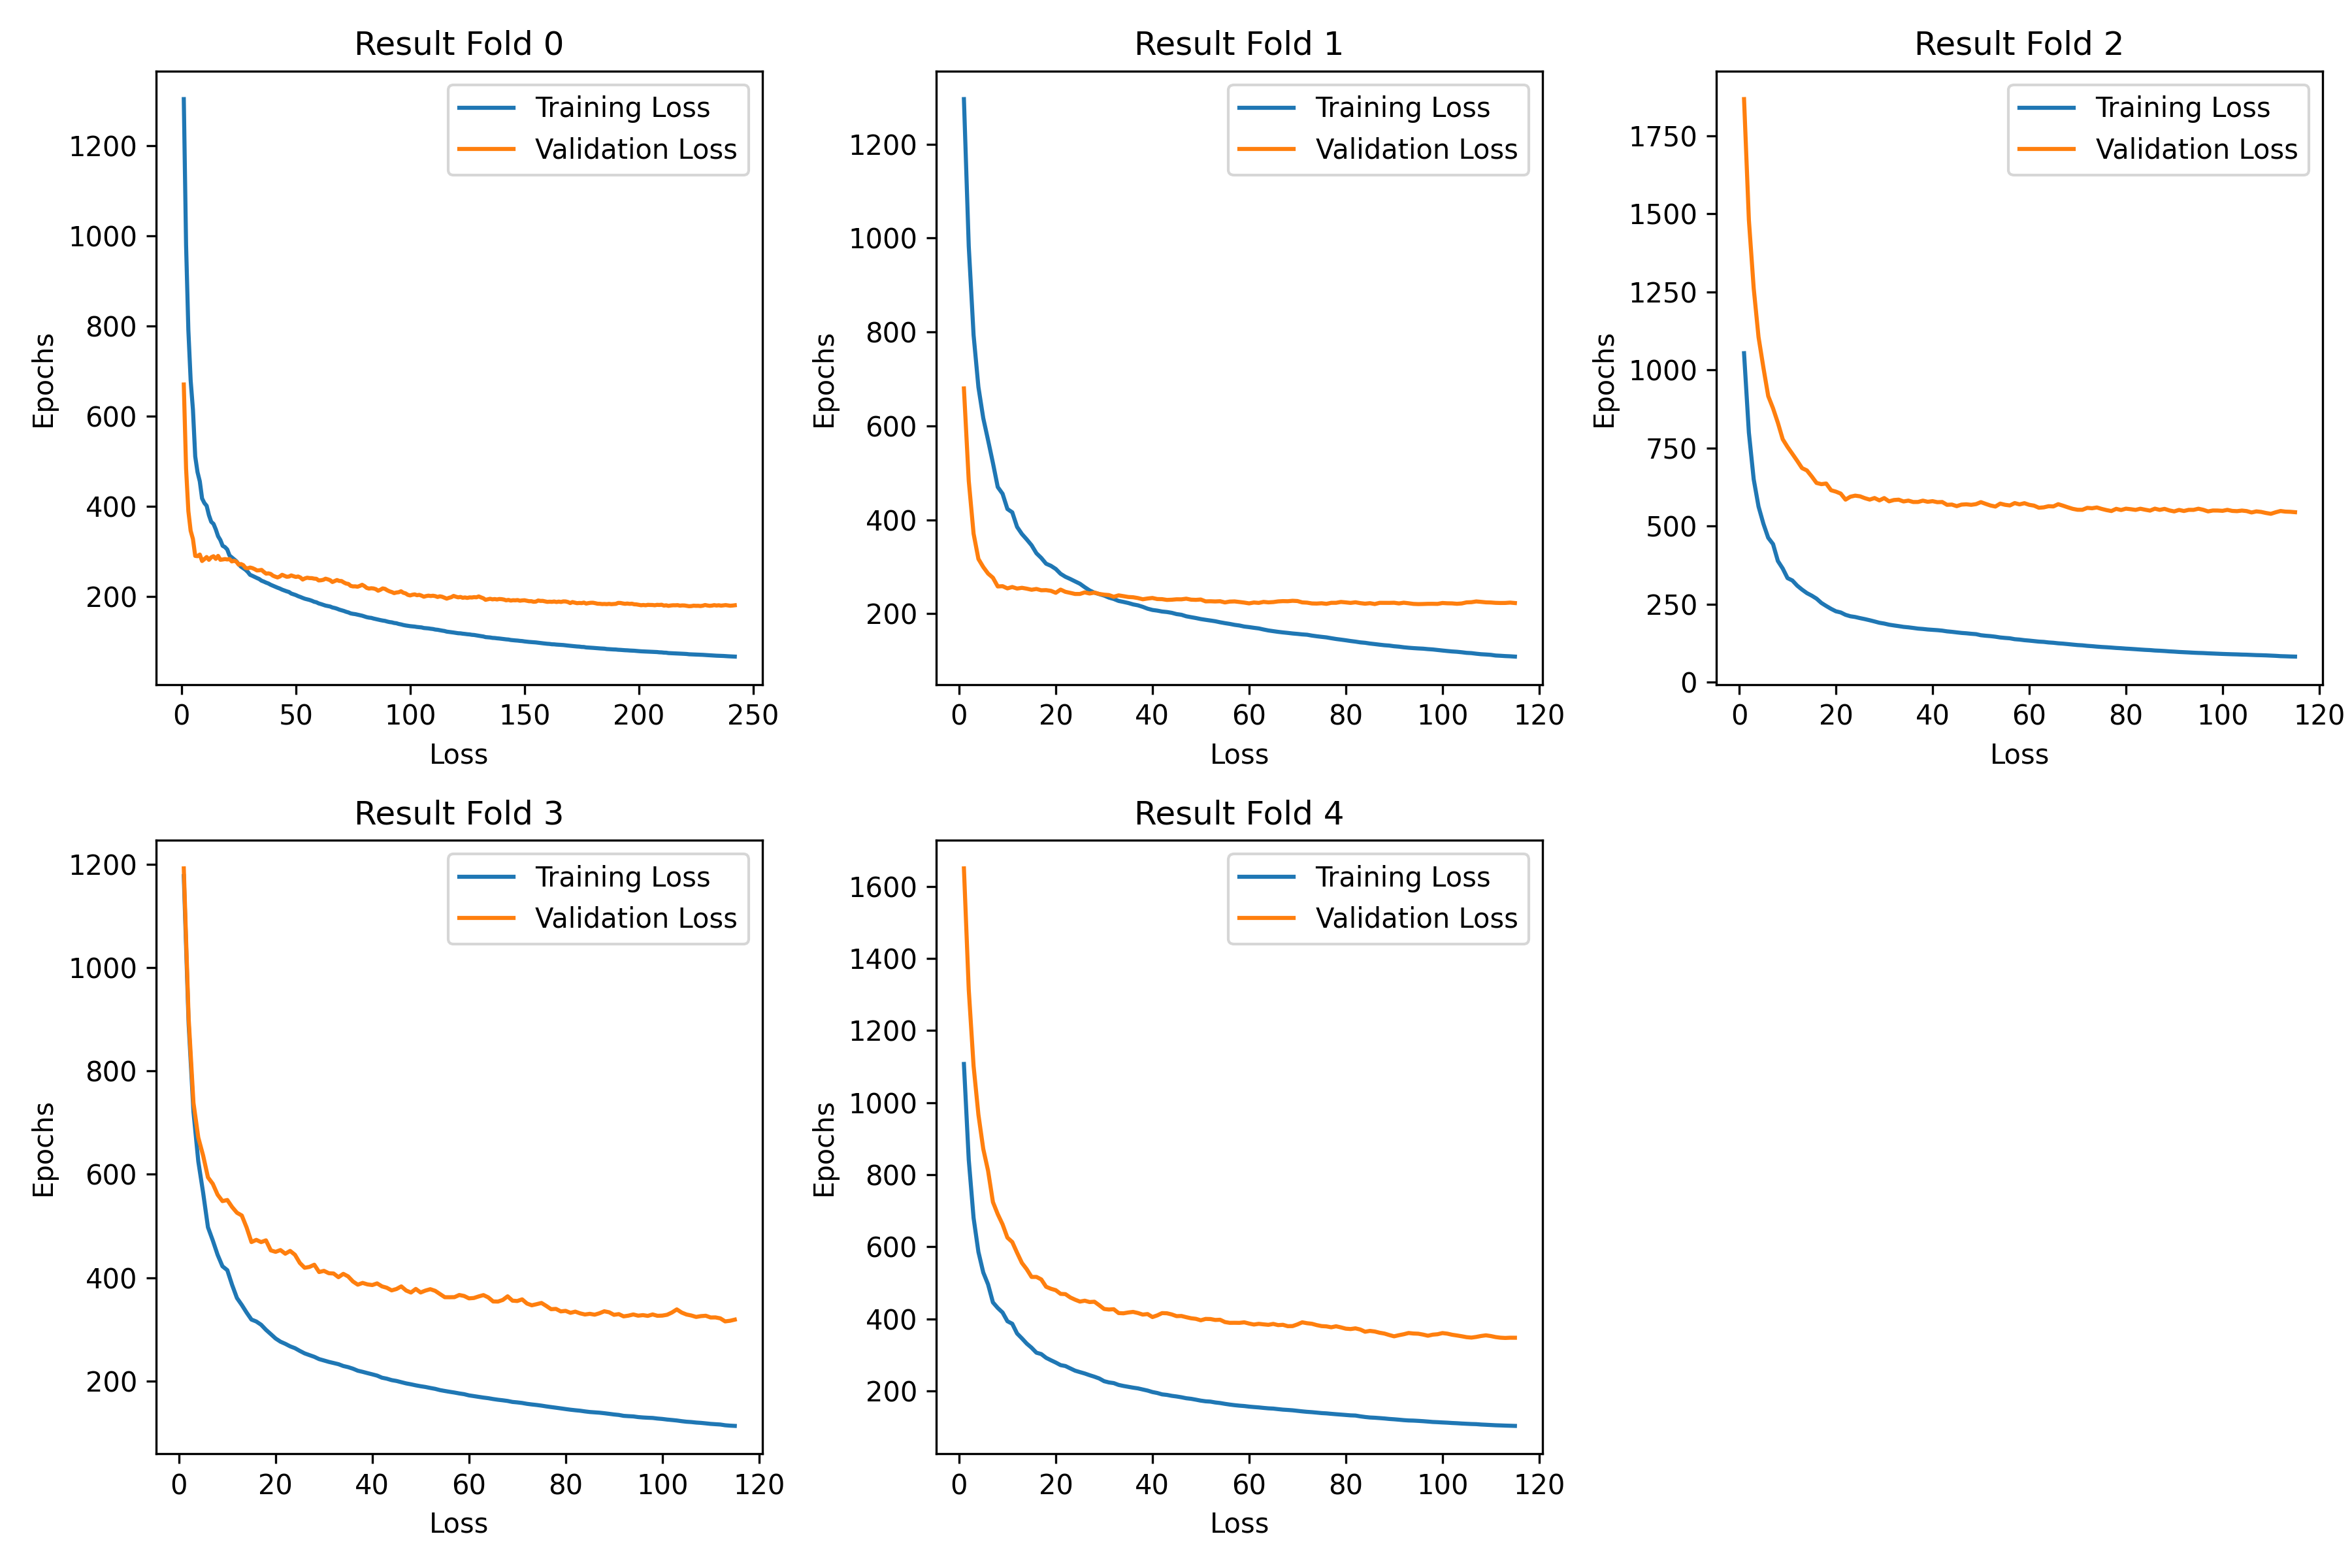 Result Fold 0
Training Loss
Validation Loss
1200
1000
800
600
400
200
Epochs
0 50 100 150 200 250
Loss
Result Fold 1
Training Loss
Validation Loss
1200
1000
800
600
400
200
Epochs
0 20 40 60 80 100 120
Loss
Result Fold 2
Training Loss
Validation Loss
1750
1500
1250
1000
750
500
250
0
Epochs
0 20 40 60 80 100 120
Loss
Result Fold 3
Training Loss
Validation Loss
1200
1000
800
600
400
200
Epochs
0 20 40 60 80 100 120
Loss
Result Fold 4
Training Loss
Validation Loss
1600
1400
1200
1000
800
600
400
200
Epochs
0 20 40 60 80 100 120
Loss